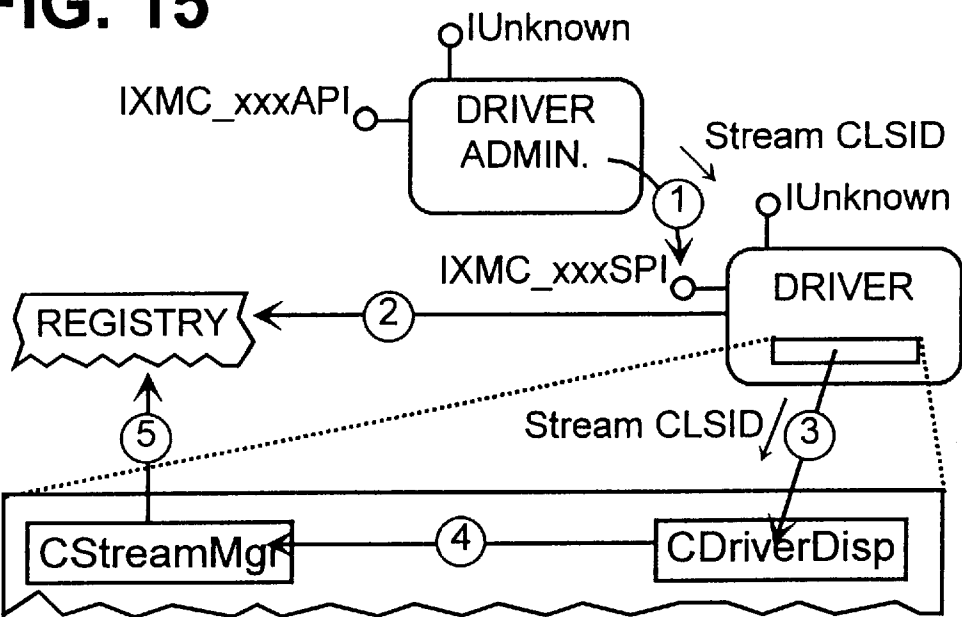 FIG. 15
IUnknown
IXMC_xxxAPI
DRIVER
ADMIN.
Stream CLSID
1
IUnknown
IXMC_xxxSPI
DRIVER
REGISTRY
2
Stream CLSID
3
5
CStreamMgr
4
CDriverDisp